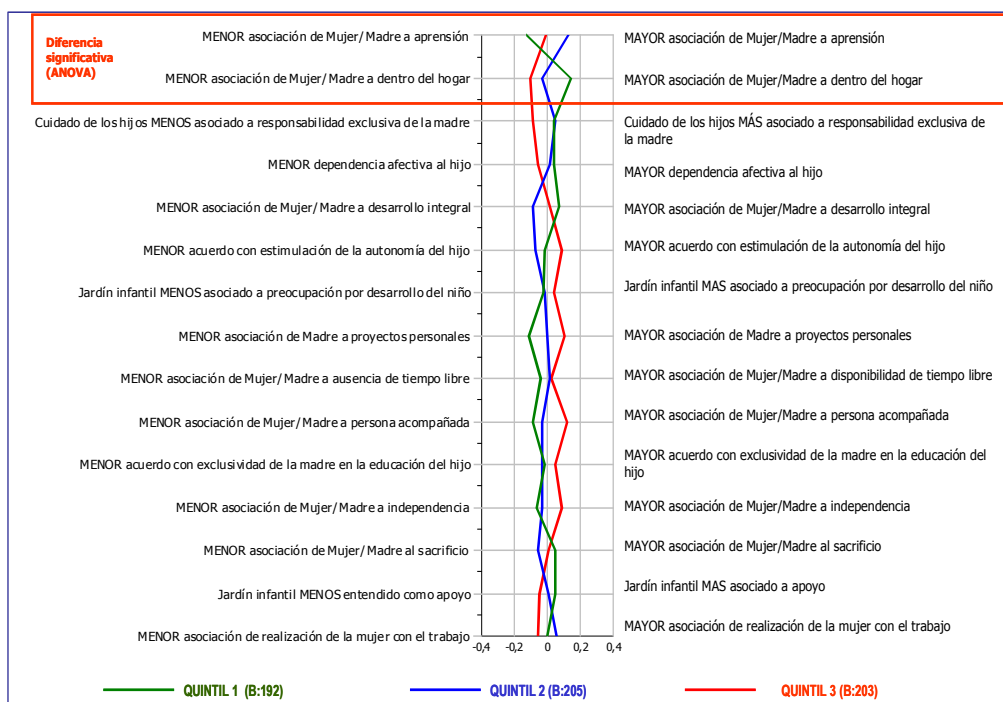 Diferencia
significativa
(ANOVA)
MENOR asociación de Mujer/Madre a aprensión
MAYOR asociación de Mujer/Madre a aprensión
MENOR asociación de Mujer/Madre a dentro del hogar
MAYOR asociación de Mujer/Madre a dentro del hogar
Cuidado de los hijos MENOS asociado a responsabilidad exclusiva de la madre
Cuidado de los hijos MÁS asociado a responsabilidad exclusiva de
la madre
MENOR dependencia afectiva al hijo
MAYOR dependencia afectiva al hijo
MENOR asociación de Mujer/Madre a desarrollo integral
MAYOR asociación de Mujer/Madre a desarrollo integral
MENOR acuerdo con estimulación de la autonomía del hijo
MAYOR acuerdo con estimulación de la autonomía del hijo
Jardín infantil MENOS asociado a preocupación por desarrollo del niño
Jardín infantil MAS asociado a preocupación por desarrollo del niño
MENOR asociación de Madre a proyectos personales
MAYOR asociación de Madre a proyectos personales
MENOR asociación de Mujer/Madre a ausencia de tiempo libre
MAYOR asociación de Mujer/Madre a disponibilidad de tiempo libre
MENOR asociación de Mujer/Madre a persona acompañada
MAYOR asociación de Mujer/Madre a persona acompañada
MENOR acuerdo con exclusividad de la madre en la educación del hijo
MAYOR acuerdo con exclusividad de la madre en la educación del
hijo
MENOR asociación de Mujer/Madre a independencia
MAYOR asociación de Mujer/Madre a independencia
MENOR asociación de Mujer/Madre al sacrificio
MAYOR asociación de Mujer/Madre al sacrificio
Jardín infantil MENOS entendido como apoyo
Jardín infantil MAS asociado a apoyo
MENOR asociación de realización de la mujer con el trabajo
MAYOR asociación de realización de la mujer con el trabajo
-0,4 -0,2 0 0,2 0,4
QUINTIL 1 (B:192) QUINTIL 2 (B:205) QUINTIL 3 (B:203)